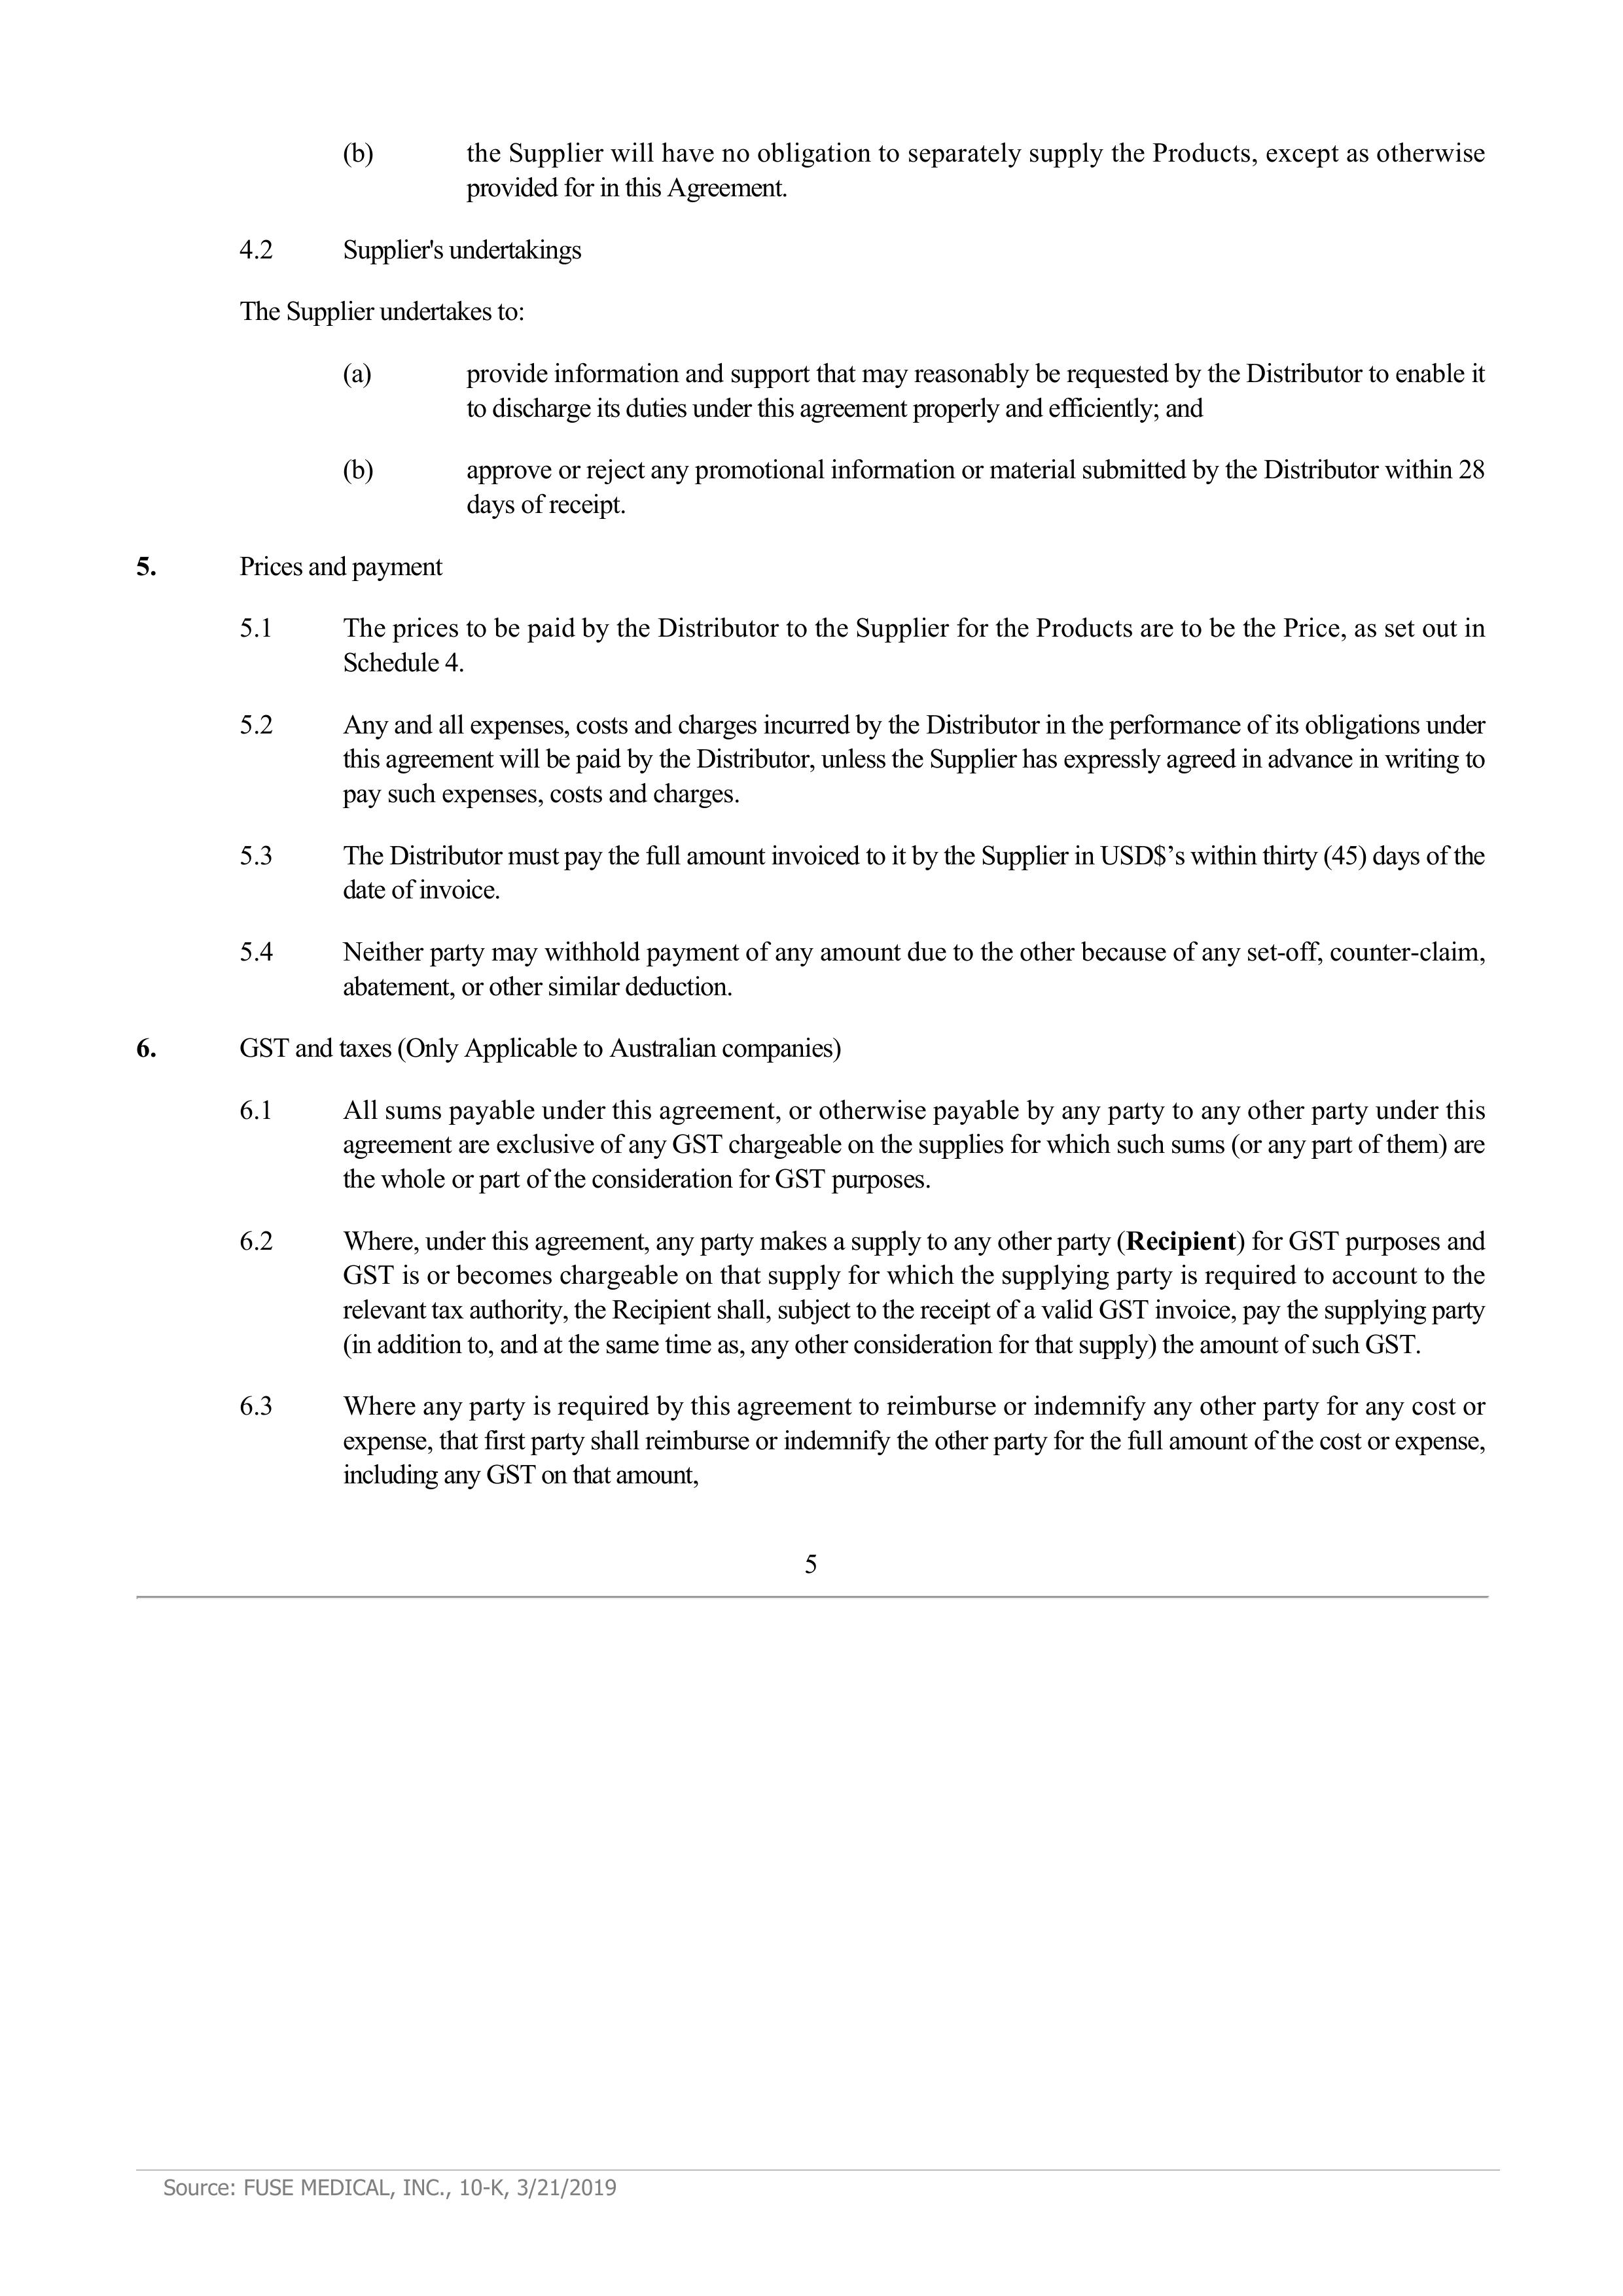 (b) the Supplier will have no obligation to separately supply the Products, except as otherwise
provided for in this Agreement.
4.2 Supplier's undertakings
The Supplier undertakes to:
(a) provide information and support that may reasonably be requested by the Distributor to enable it
to discharge its duties under this agreement properly and efficiently; and
(b) approve or reject any promotional information or material submitted by the Distributor within 28
days of receipt.
5. Prices and payment
5.1 The prices to be paid by the Distributor to the Supplier for the Products are to be the Price, as set out in
Schedule 4.
5.2 Any and all expenses, costs and charges incurred by the Distributor in the performance of its obligations under
this agreement will be paid by the Distributor, unless the Supplier has expressly agreed in advance in writing to
pay such expenses, costs and charges.
5.3 The Distributor must pay the full amount invoiced to it by the Supplier in USD$’s within thirty (45) days of the
date of invoice.
5.4 Neither party may withhold payment of any amount due to the other because of any set-off, counter-claim,
abatement, or other similar deduction.
6. GST and taxes (Only Applicable to Australian companies)
6.1 All sums payable under this agreement, or otherwise payable by any party to any other party under this
agreement are exclusive of any GST chargeable on the supplies for which such sums (or any part of them) are
the whole or part of the consideration for GST purposes.
6.2 Where, under this agreement, any party makes a supply to any other party (Recipient) for GST purposes and
GST is or becomes chargeable on that supply for which the supplying party is required to account to the
relevant tax authority, the Recipient shall, subject to the receipt of a valid GST invoice, pay the supplying party
(in addition to, and at the same time as, any other consideration for that supply) the amount of such GST.
6.3 Where any party is required by this agreement to reimburse or indemnify any other party for any cost or
expense, that first party shall reimburse or indemnify the other party for the full amount of the cost or expense,
including any GST on that amount,
5
Source: FUSE MEDICAL, INC., 10-K, 3/21/2019